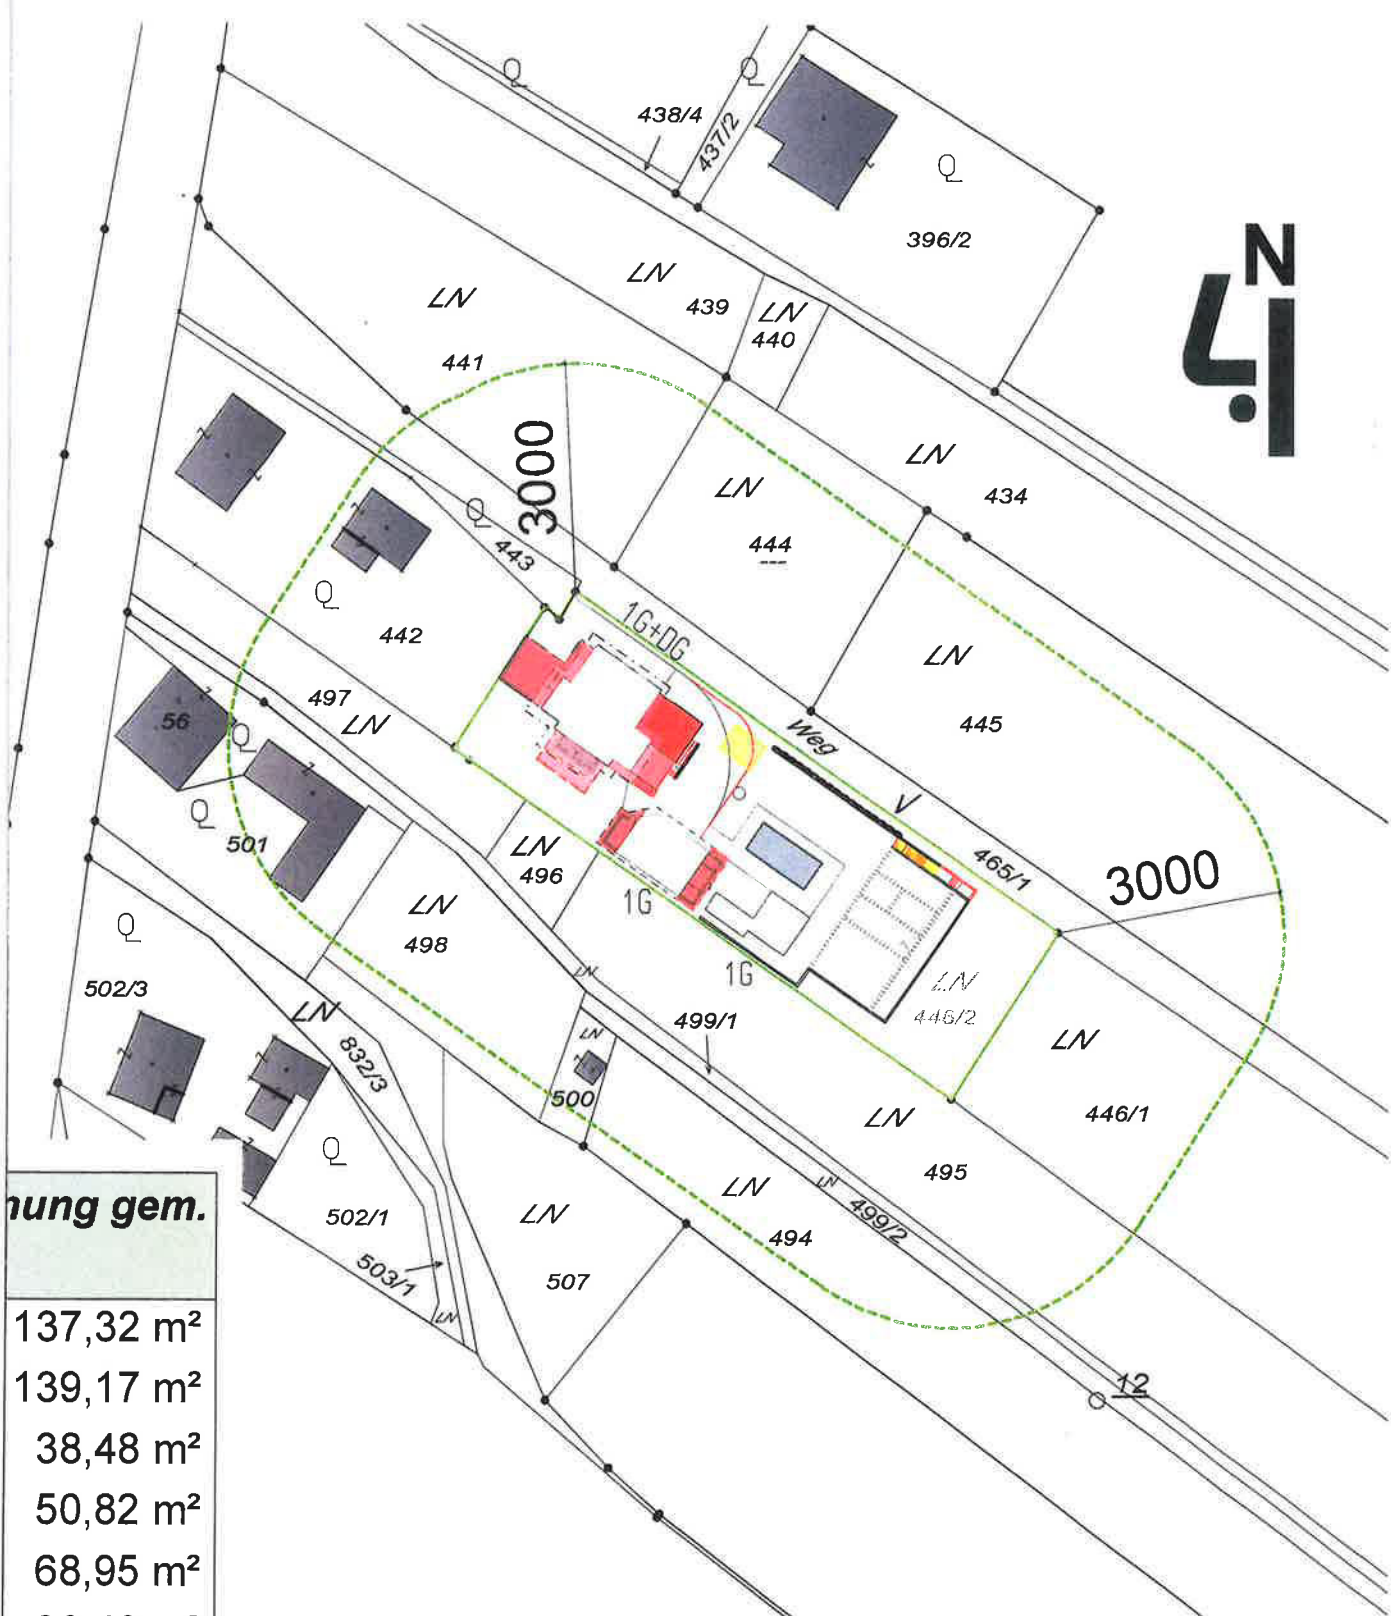 438/4
437/2
Q
Q
Q
396/2
N
LN
439
LN
440
LN
441
3000
LN
434
LN
444
Q
443
1G+DG
Q
442
LN
445
Weg
V
497
LN
56
Q
Q
501
465/1
3000
LN
496
1G
LN
498
1G
LN
446/2
Q
502/3
LN
LN
499/1
LN
LN
446/1
832/3
500
LN
495
Q
502/1
LN
LN
499/2
494
LN
507
503/1
LN
12
nung gem.
137,32 m²
139,17 m²
38,48 m²
50,82 m²
68,95 m²